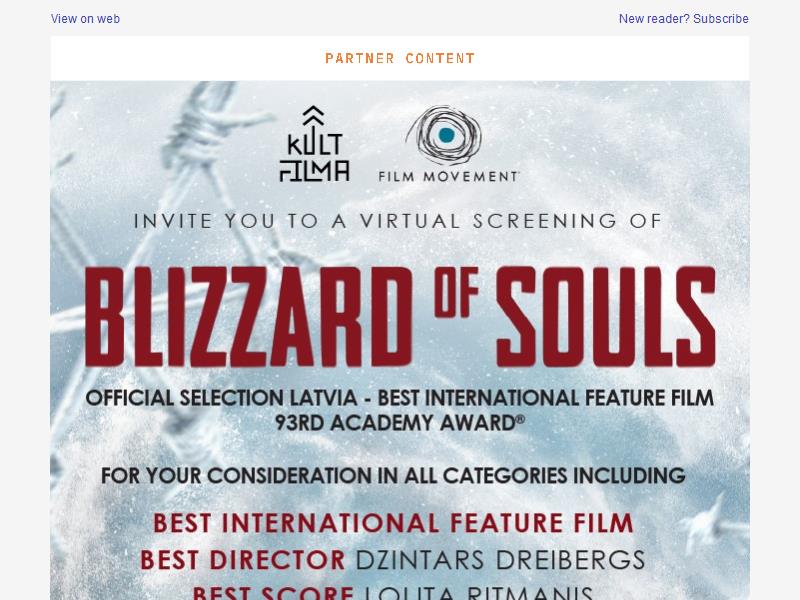 View on web
New reader? Subscribe
PARTNER CONTENT
KULT
FILMA
FILM MOVEMENT
INVITE YOU TO A VIRTUAL SCREENING OF
BLIZZARD OF SOULS
OFFICIAL SELECTION LATVIA - BEST INTERNATIONAL FEATURE FILM
93RD ACADEMY AWARD®
FOR YOUR CONSIDERATION IN ALL CATEGORIES INCLUDING
BEST INTERNATIONAL FEATURE FILM
BEST DIRECTOR DZINTARS DREIBERGS
BEST SCORE LOLITA RITMANIS